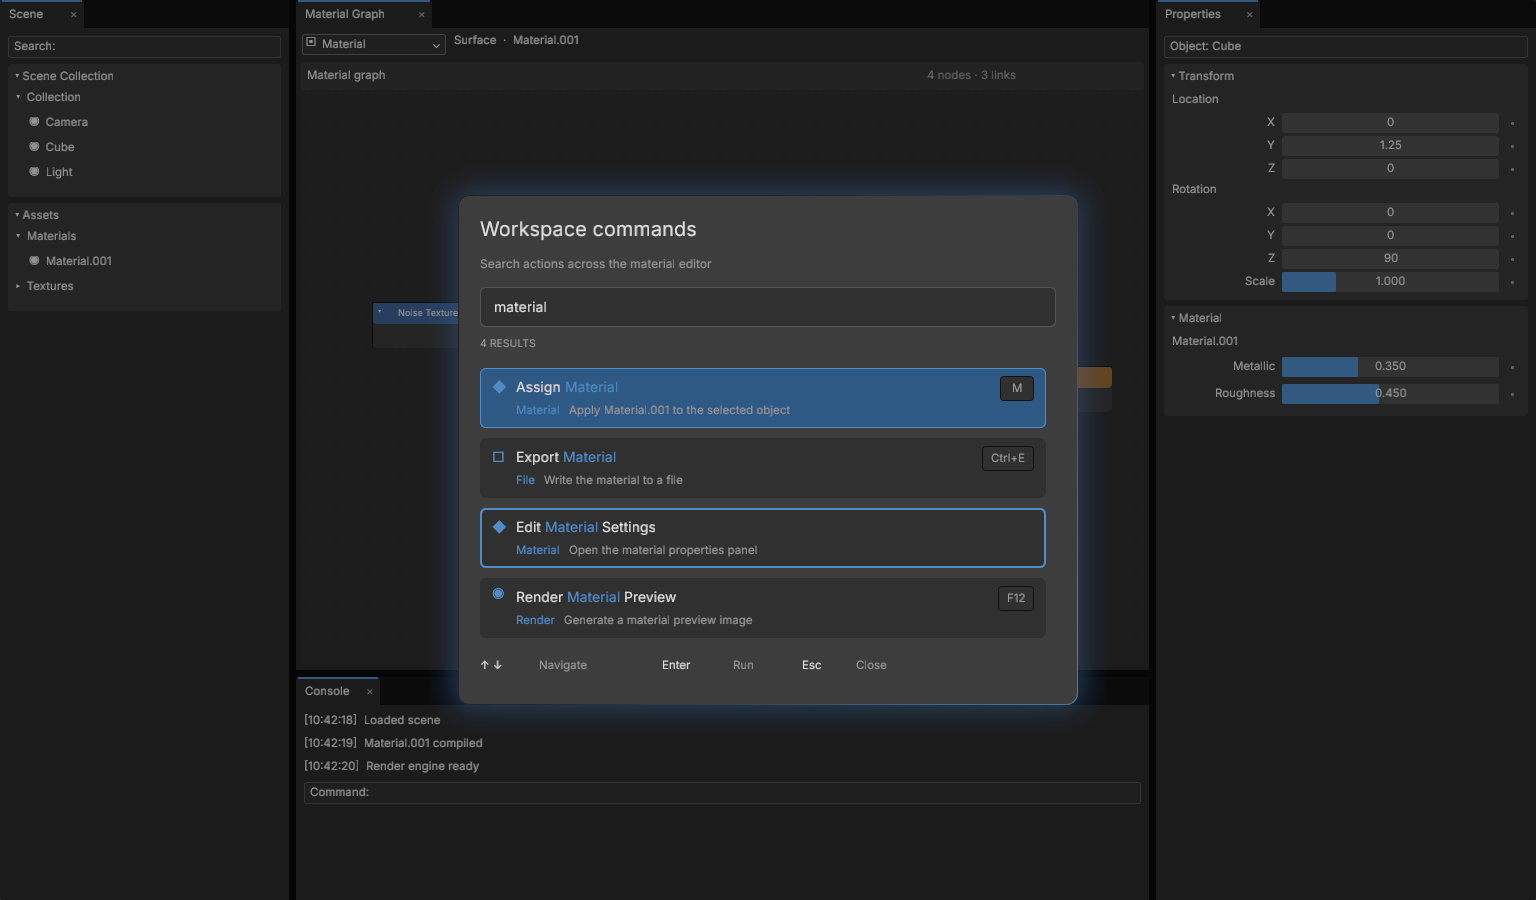 Scene ×
Search:
Scene Collection
Collection
Camera
Cube
Light
Assets
Materials
Material.001
Textures
Material Graph ×
Material
Surface · Material.001
Material graph
4 nodes · 3 links
Noise Texture
Workspace commands
Search actions across the material editor
material
4 RESULTS
Assign Material
M
Material Apply Material.001 to the selected object
Export Material
Ctrl+E
File Write the material to a file
Edit Material Settings
Material Open the material properties panel
Render Material Preview
F12
Render Generate a material preview image
↑ ↓ Navigate Enter Run Esc Close
Console ×
[10:42:18] Loaded scene
[10:42:19] Material.001 compiled
[10:42:20] Render engine ready
Command:
Properties ×
Object: Cube
Transform
Location
X 0
Y 1.25
Z 0
Rotation
X 0
Y 0
Z 90
Scale 1.000
Material
Material.001
Metallic 0.350
Roughness 0.450